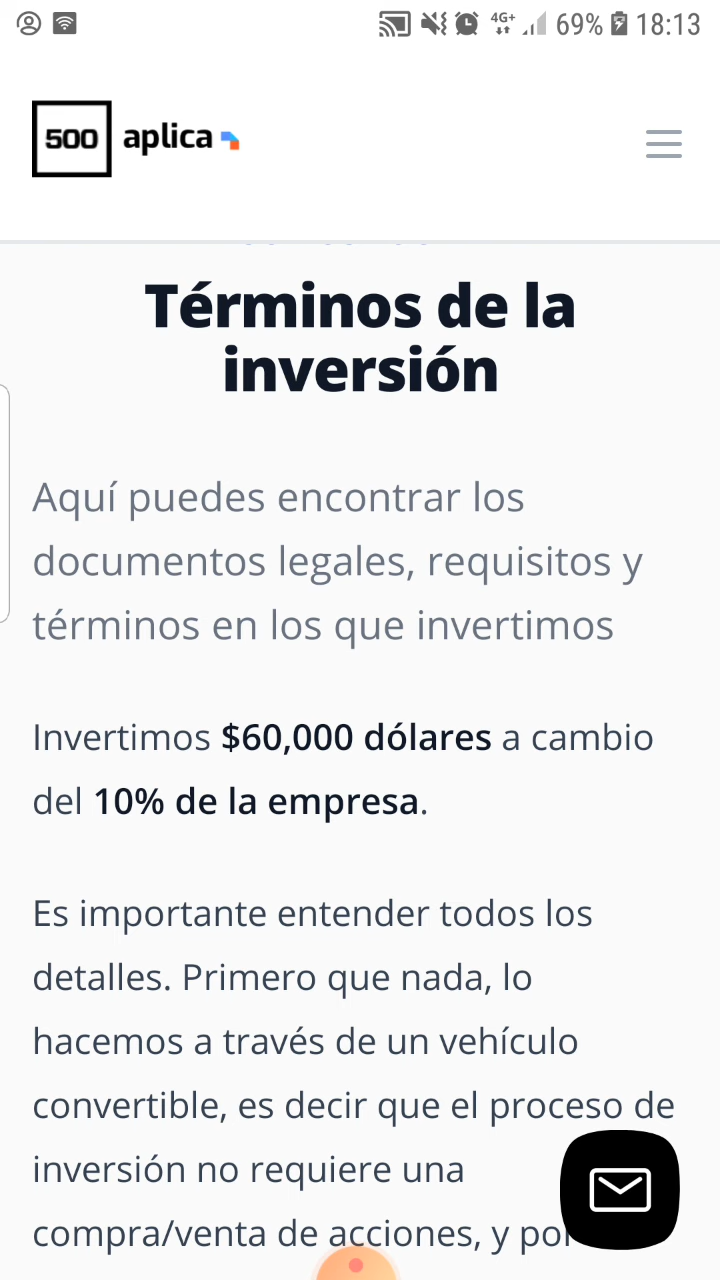 4G+ 69% 18:13
500 aplica
Términos de la
inversión
Aquí puedes encontrar los
documentos legales, requisitos y
términos en los que invertimos
Invertimos $60,000 dólares a cambio
del 10% de la empresa.
Es importante entender todos los
detalles. Primero que nada, lo
hacemos a través de un vehículo
convertible, es decir que el proceso de
inversión no requiere una
compra/venta de acciones, y por